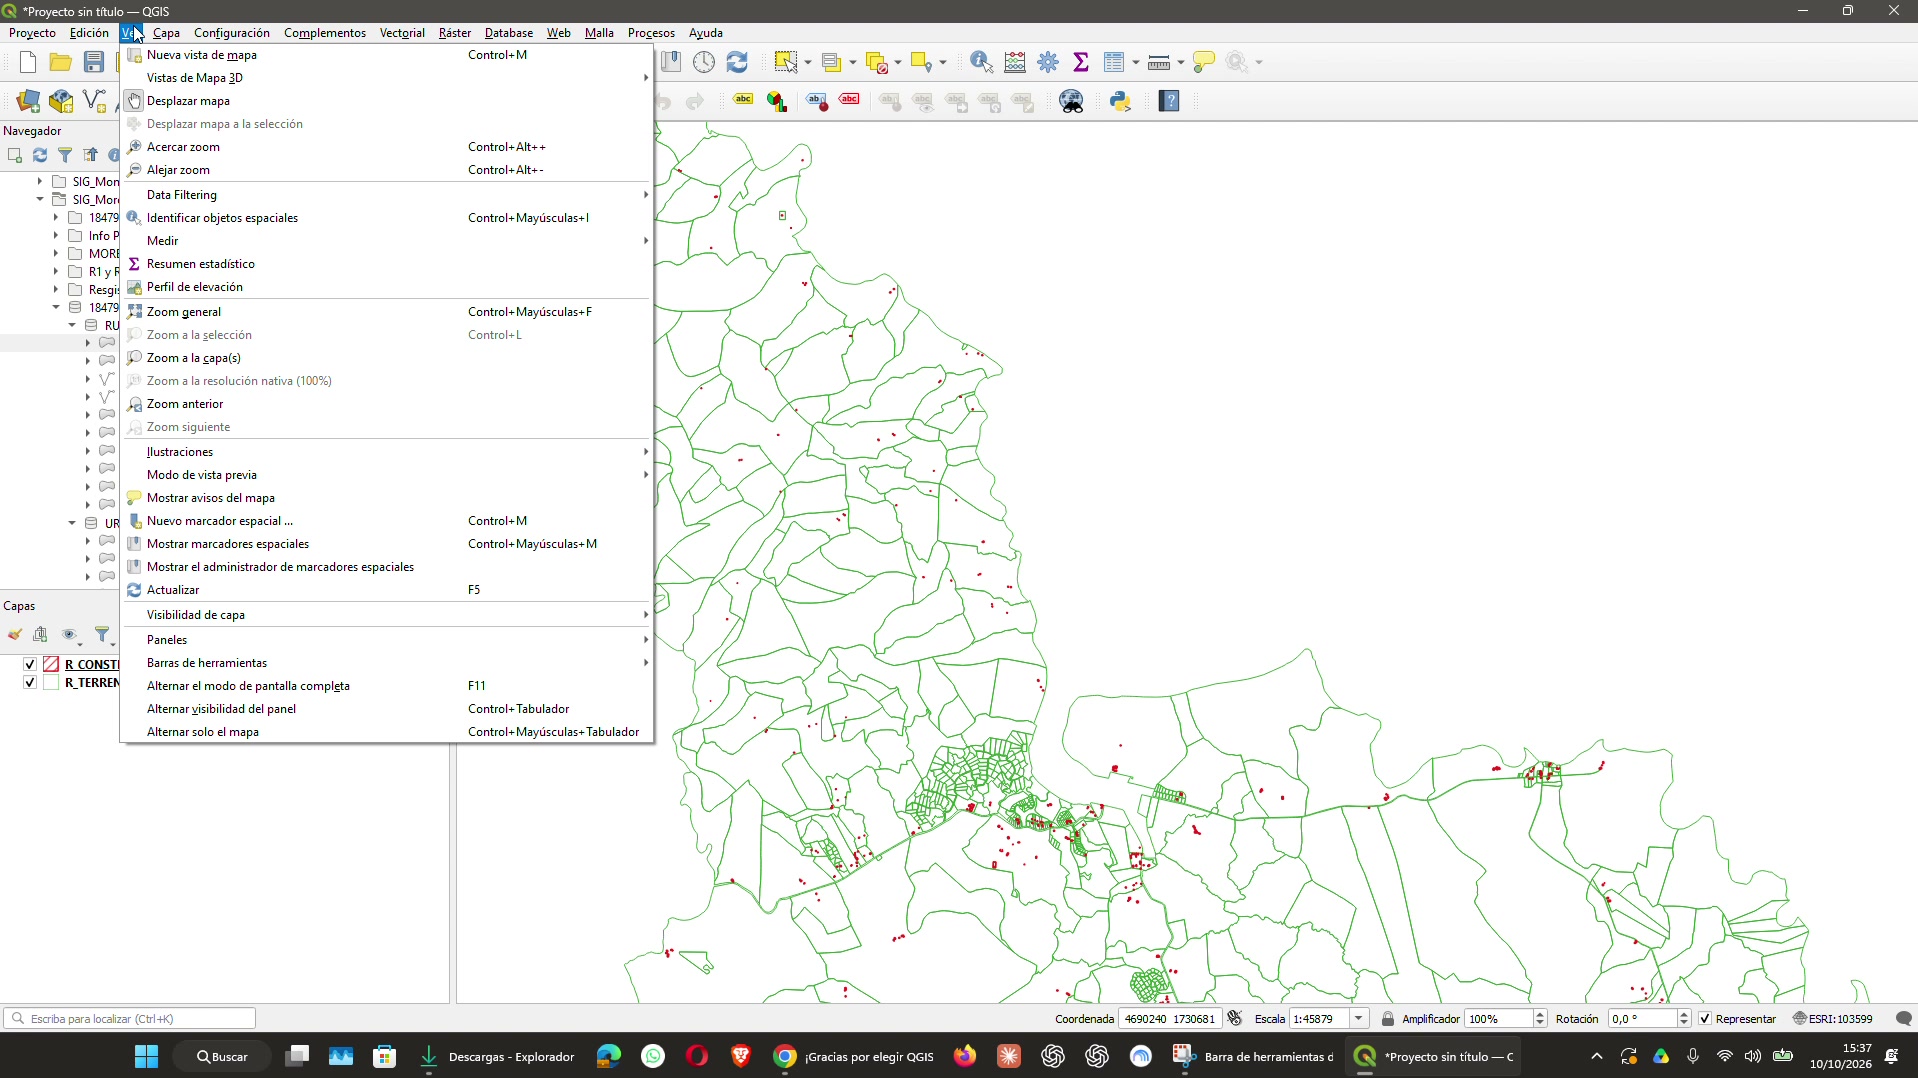 *Proyecto sin título — QGIS
Proyecto Edición Ver Capa Configuración Complementos Vectorial Ráster Database Web Malla Procesos Ayuda
Nueva vista de mapa Control+M
Vistas de Mapa 3D
Desplazar mapa
Desplazar mapa a la selección
Acercar zoom Control+Alt++
Alejar zoom Control+Alt+-
Data Filtering
Identificar objetos espaciales Control+Mayúsculas+I
Medir
Resumen estadístico
Perfil de elevación
Zoom general Control+Mayúsculas+F
Zoom a la selección Control+L
Zoom a la capa(s)
Zoom a la resolución nativa (100%)
Zoom anterior
Zoom siguiente
Ilustraciones
Modo de vista previa
Mostrar avisos del mapa
Nuevo marcador espacial ... Control+M
Mostrar marcadores espaciales Control+Mayúsculas+M
Mostrar el administrador de marcadores espaciales
Actualizar F5
Visibilidad de capa
Paneles
Barras de herramientas
Alternar el modo de pantalla completa F11
Alternar visibilidad del panel Control+Tabulador
Alternar solo el mapa Control+Mayúsculas+Tabulador
abc ab abc
Navegador
SIG_Mor
SIG_Mor
18479
Info P
MORE
R1 y R
Resgis
18479
RU
UR
Capas
R_CONSTI
R_TERREN
Escriba para localizar (Ctrl+K)
Coordenada 4690240 1730681 Escala 1:45879 Amplificador 100% Rotación 0,0 ° Representar ESRI:103599
Buscar
Descargas - Explorador
¡Gracias por elegir QGIS
Barra de herramientas d
*Proyecto sin título — C
15:37
10/10/2026